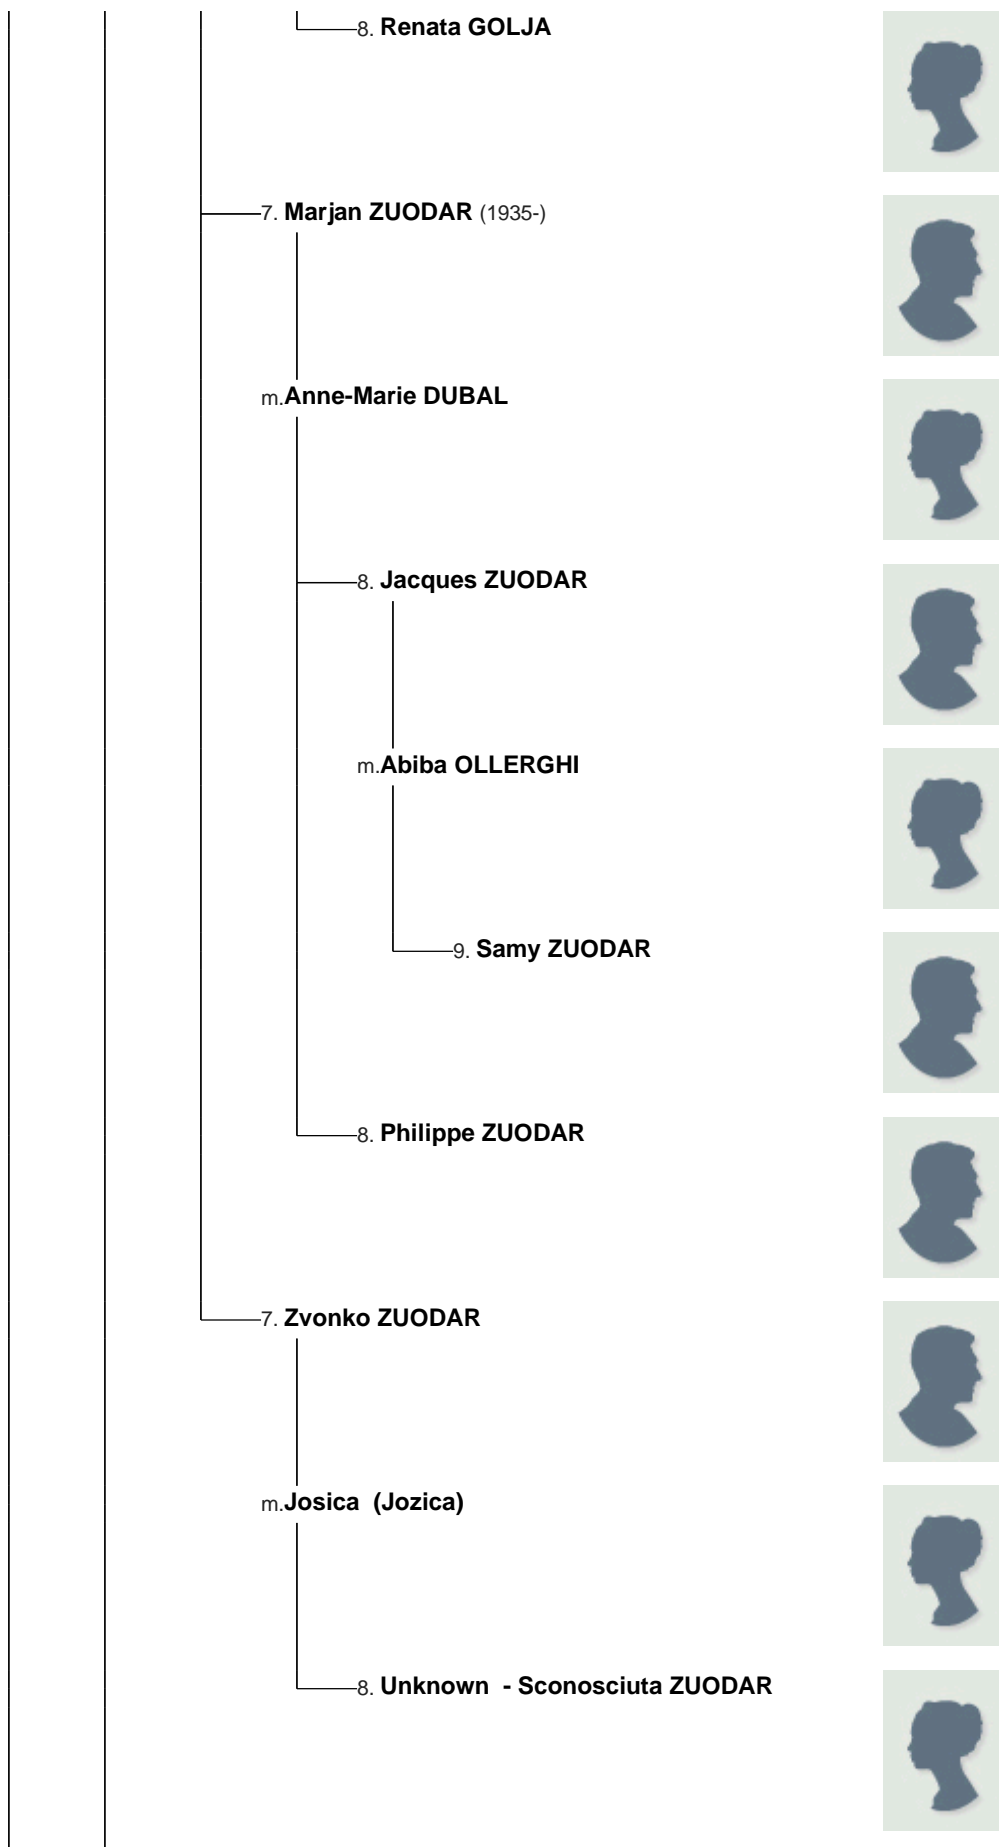 8. Renata GOLJA
7. Marjan ZUODAR (1935-)
m.Anne-Marie DUBAL
8. Jacques ZUODAR
m.Abiba OLLERGHI
9. Samy ZUODAR
8. Philippe ZUODAR
7. Zvonko ZUODAR
m.Josica (Jozica)
8. Unknown - Sconosciuta ZUODAR